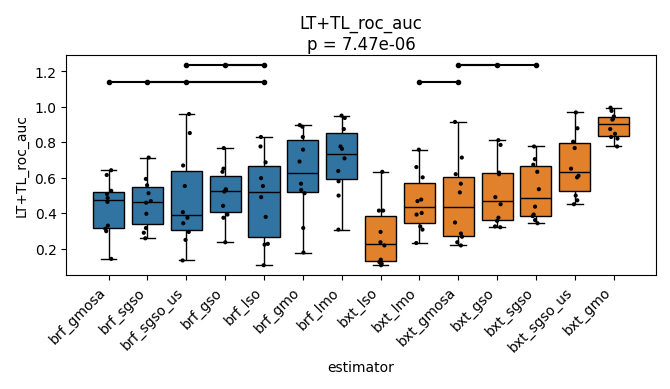 LT+TL_roc_auc
p = 7.47e-06
LT+TL_roc_auc
1.2
1.0
0.8
0.6
0.4
0.2
brf_gmosa
brf_sgso
brf_sgso_us
brf_gso
brf_lso
brf_gmo
brf_lmo
bxt_lso
bxt_lmo
bxt_gmosa
bxt_gso
bxt_sgso
bxt_sgso_us
bxt_gmo
estimator